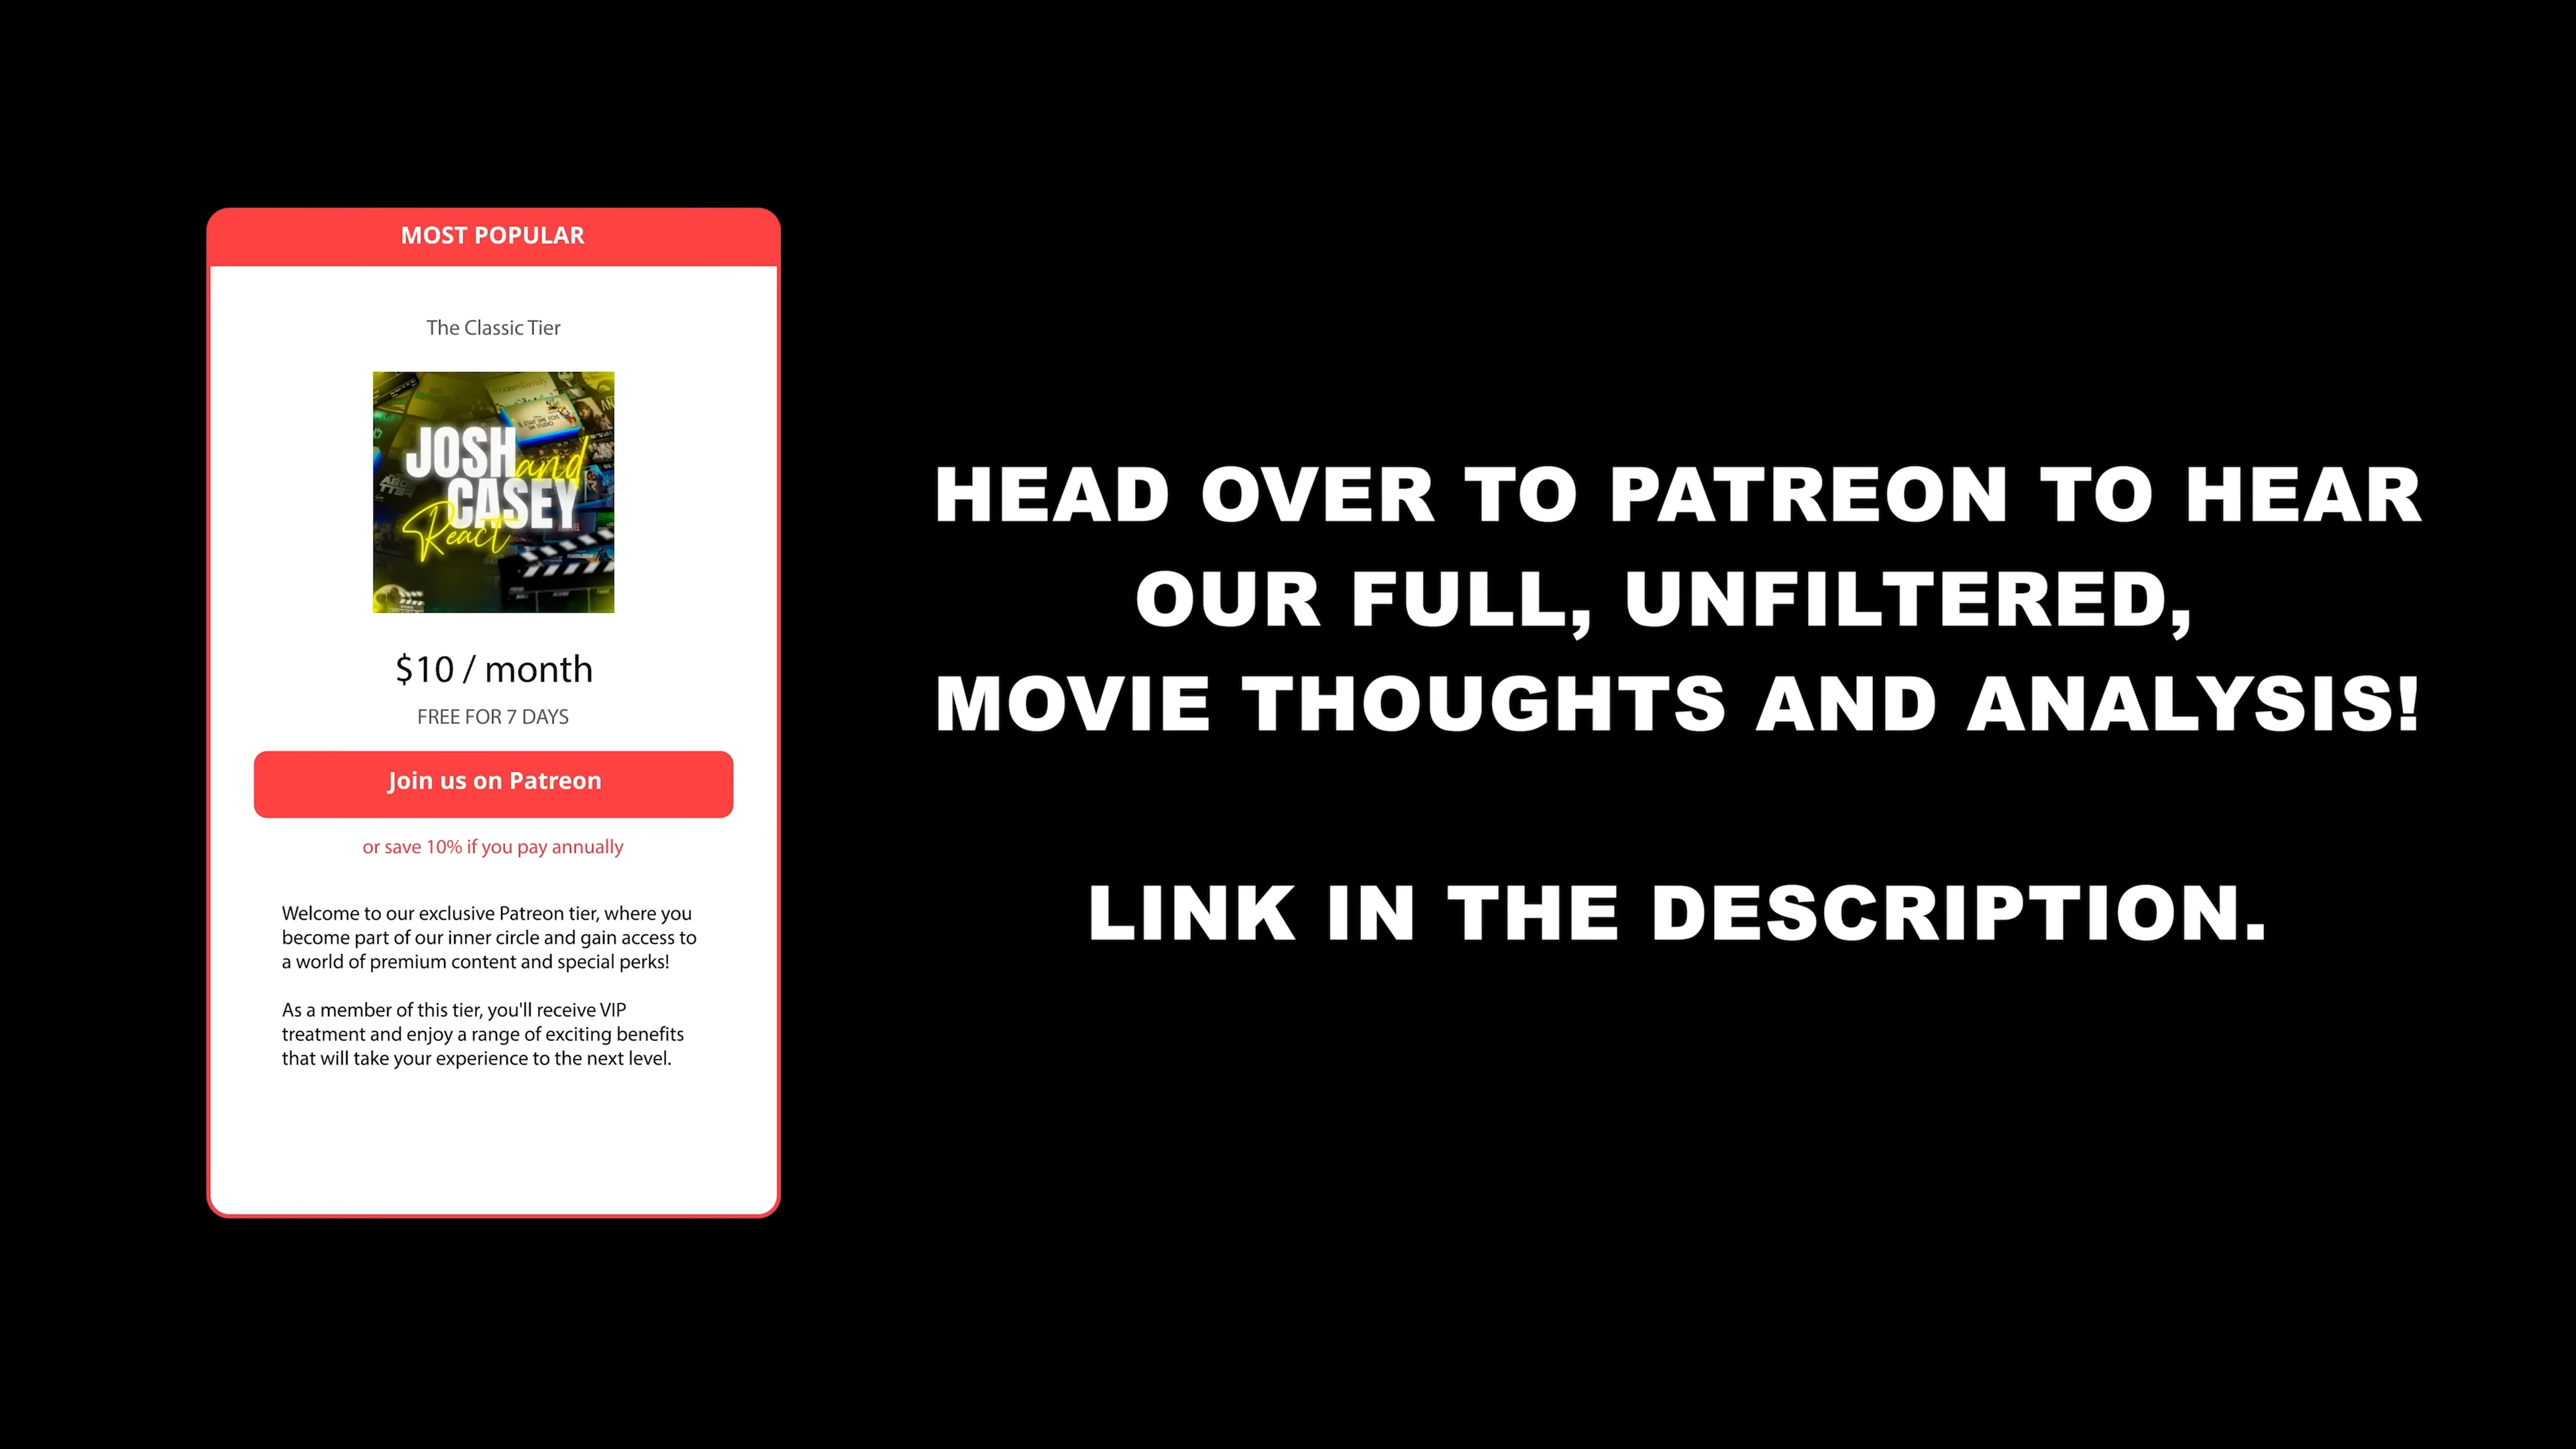 MOST POPULAR
The Classic Tier
JOSH and
CASEY
React
$10 / month
FREE FOR 7 DAYS
Join us on Patreon
or save 10% if you pay annually
Welcome to our exclusive Patreon tier, where you
become part of our inner circle and gain access to
a world of premium content and special perks!
As a member of this tier, you'll receive VIP
treatment and enjoy a range of exciting benefits
that will take your experience to the next level.
HEAD OVER TO PATREON TO HEAR
OUR FULL, UNFILTERED,
MOVIE THOUGHTS AND ANALYSIS!
LINK IN THE DESCRIPTION.